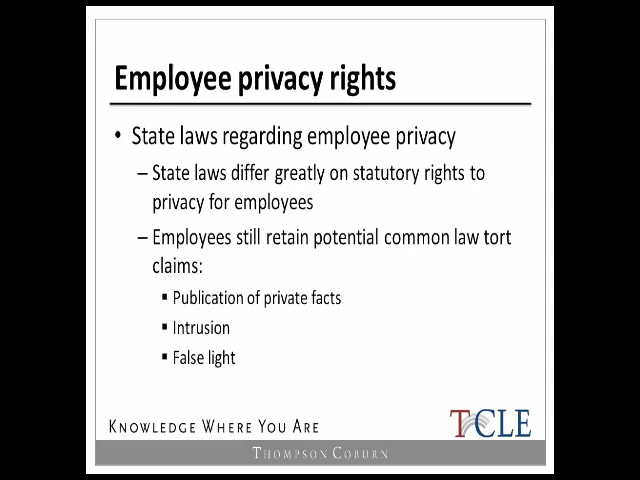 Employee privacy rights
• State laws regarding employee privacy
– State laws differ greatly on statutory rights to
privacy for employees
– Employees still retain potential common law tort
claims:
▪ Publication of private facts
▪ Intrusion
▪ False light
KNOWLEDGE WHERE YOU ARE
TCLE
THOMPSON COBURN